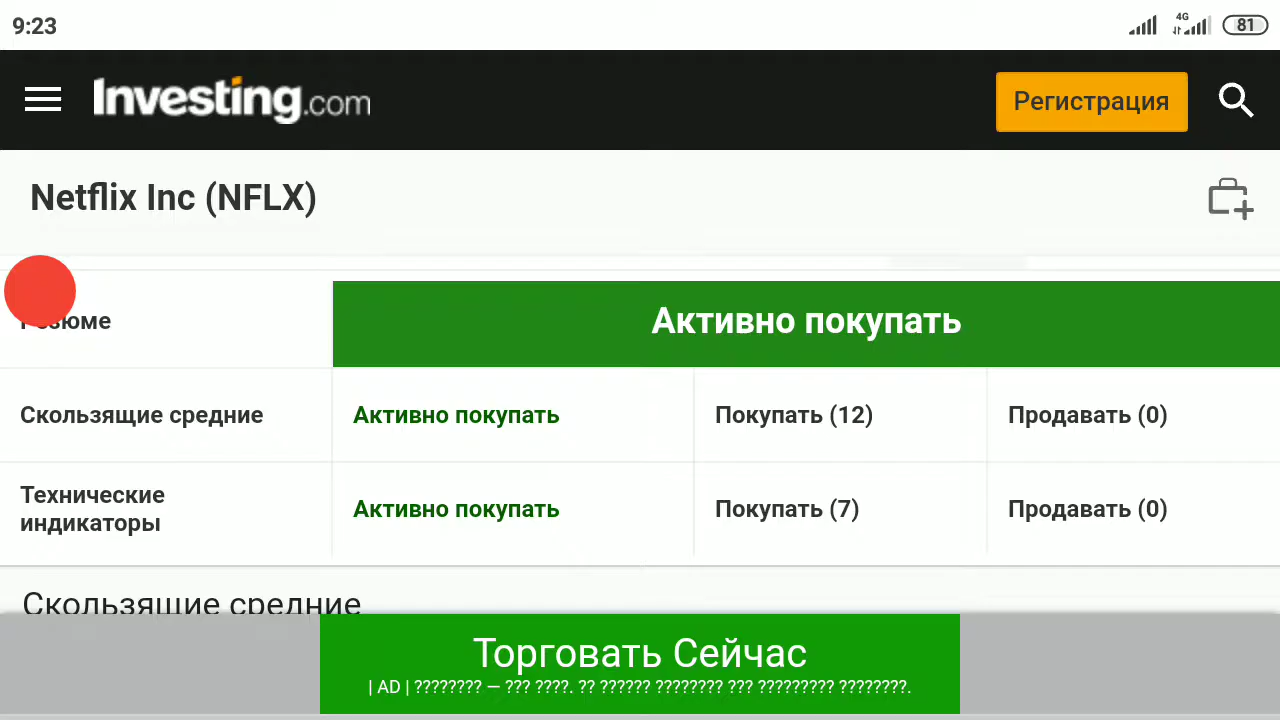 9:23
4G
81
Investing.com
Регистрация
Netflix Inc (NFLX)
Резюме
Активно покупать
Скользящие средние
Активно покупать
Покупать (12)
Продавать (0)
Технические
индикаторы
Активно покупать
Покупать (7)
Продавать (0)
Скользящие средние
Торговать Сейчас
| AD | ???????? — ??? ????. ?? ?????? ???????? ??? ????????? ????????.